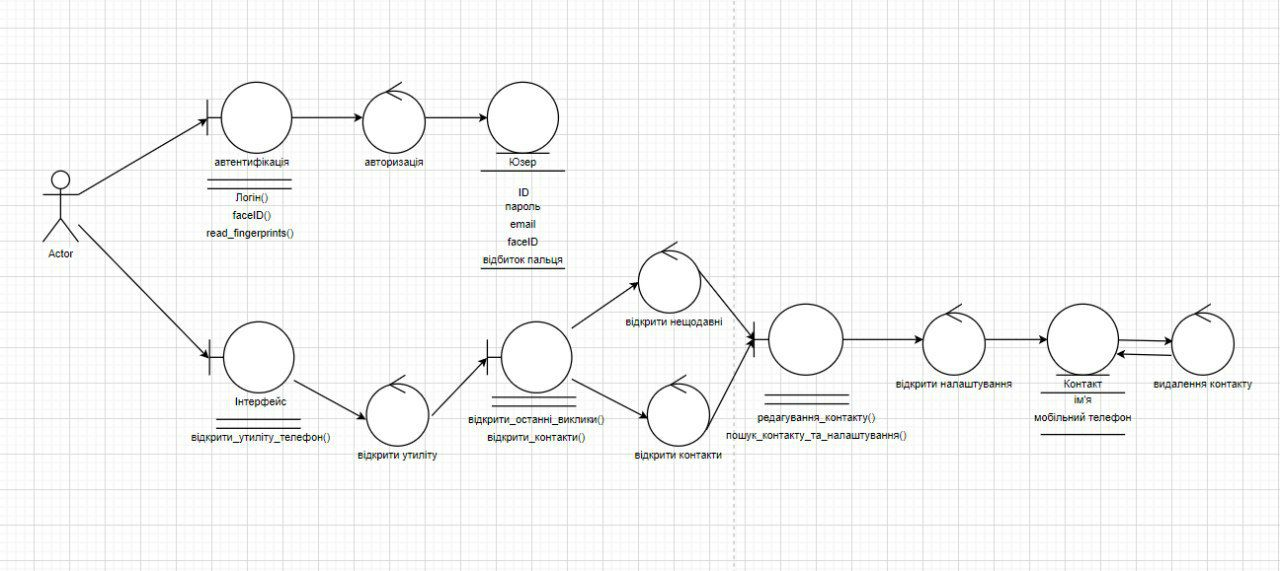 автентифікація
Логін()
faceID()
read_fingerprints()
авторизація
Юзер
ID
пароль
email
faceID
відбиток пальця
Actor
Інтерфейс
відкрити_утиліту_телефон()
відкрити утиліту
відкрити_останні_виклики()
відкрити_контакти()
відкрити нещодавні
відкрити контакти
редагування_контакту()
пошук_контакту_та_налаштування()
відкрити налаштування
Контакт
ім'я
мобільний телефон
видалення контакту